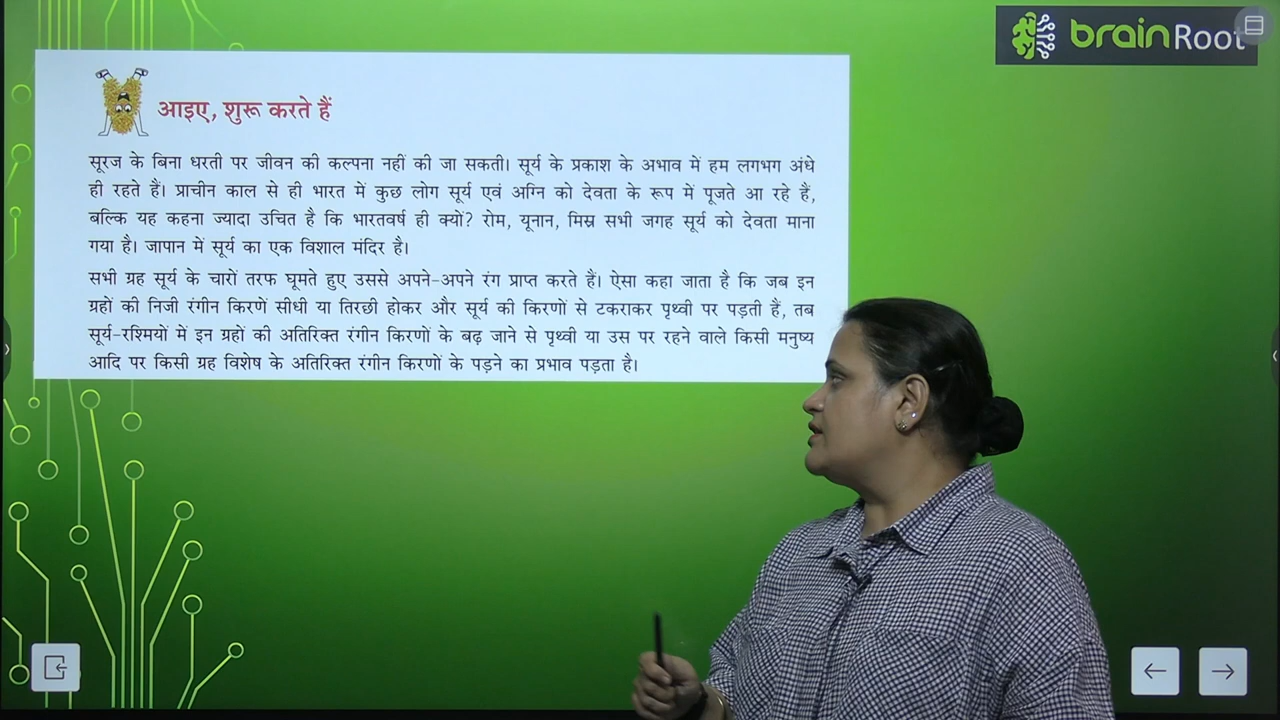 brainRoot
आइए, शुरू करते हैं
सूरज के बिना धरती पर जीवन की कल्पना नहीं की जा सकती। सूर्य के प्रकाश के अभाव में हम लगभग अंधे
ही रहते हैं। प्राचीन काल से ही भारत में कुछ लोग सूर्य एवं अग्नि को देवता के रूप में पूजते आ रहे हैं,
बल्कि यह कहना ज्यादा उचित है कि भारतवर्ष ही क्यों? रोम, यूनान, मिस्र सभी जगह सूर्य को देवता माना
गया है। जापान में सूर्य का एक विशाल मंदिर है।
सभी ग्रह सूर्य के चारों तरफ घूमते हुए उससे अपने-अपने रंग प्राप्त करते हैं। ऐसा कहा जाता है कि जब इन
ग्रहों की निजी रंगीन किरणें सीधी या तिरछी होकर और सूर्य की किरणों से टकराकर पृथ्वी पर पड़ती हैं, तब
सूर्य-रश्मियों में इन ग्रहों की अतिरिक्त रंगीन किरणों के बढ़ जाने से पृथ्वी या उस पर रहने वाले किसी मनुष्य
आदि पर किसी ग्रह विशेष के अतिरिक्त रंगीन किरणों के पड़ने का प्रभाव पड़ता है।